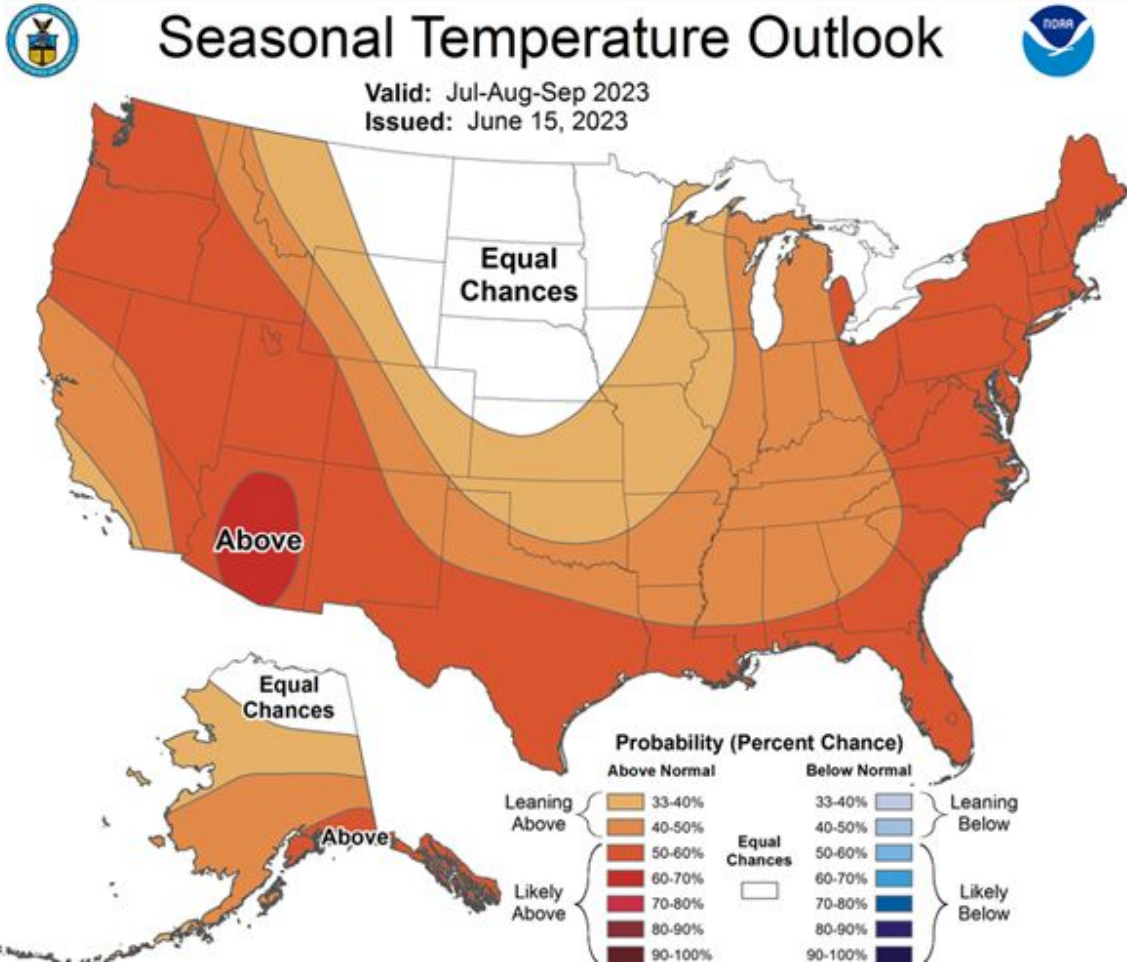 Seasonal Temperature Outlook
NOAA
Valid: Jul-Aug-Sep 2023
Issued: June 15, 2023
Equal
Chances
Above
Equal
Chances
Above
Probability (Percent Chance)
Above Normal
Below Normal
Leaning
Above
33-40%
40-50%
Likely
Above
50-60%
60-70%
70-80%
80-90%
90-100%
Equal
Chances
33-40%
40-50%
Leaning
Below
50-60%
60-70%
70-80%
80-90%
90-100%
Likely
Below